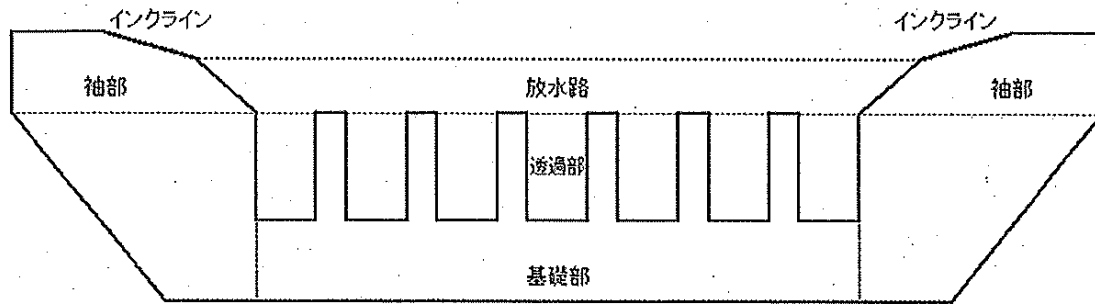 インクライン
インクライン
袖部
放水路
袖部
透過部
基礎部